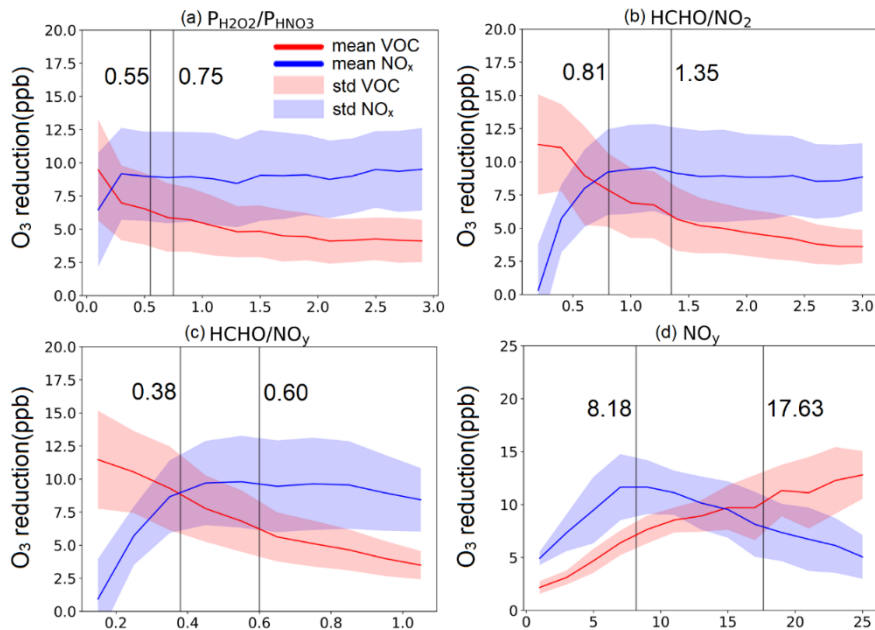 (a) P_H2O2/P_HNO3
O₃ reduction(ppb)
20.0
17.5
15.0
12.5
10.0
7.5
5.0
2.5
0.0
0.55
0.75
mean VOC
mean NOₓ
std VOC
std NOₓ
0.0 0.5 1.0 1.5 2.0 2.5 3.0
(b) HCHO/NO₂
O₃ reduction(ppb)
20.0
17.5
15.0
12.5
10.0
7.5
5.0
2.5
0.0
0.81
1.35
0.5 1.0 1.5 2.0 2.5 3.0
(c) HCHO/NO_y
O₃ reduction(ppb)
20.0
17.5
15.0
12.5
10.0
7.5
5.0
2.5
0.0
0.38
0.60
0.2 0.4 0.6 0.8 1.0
(d) NO_y
O₃ reduction(ppb)
25
20
15
10
5
0
8.18
17.63
0 5 10 15 20 25